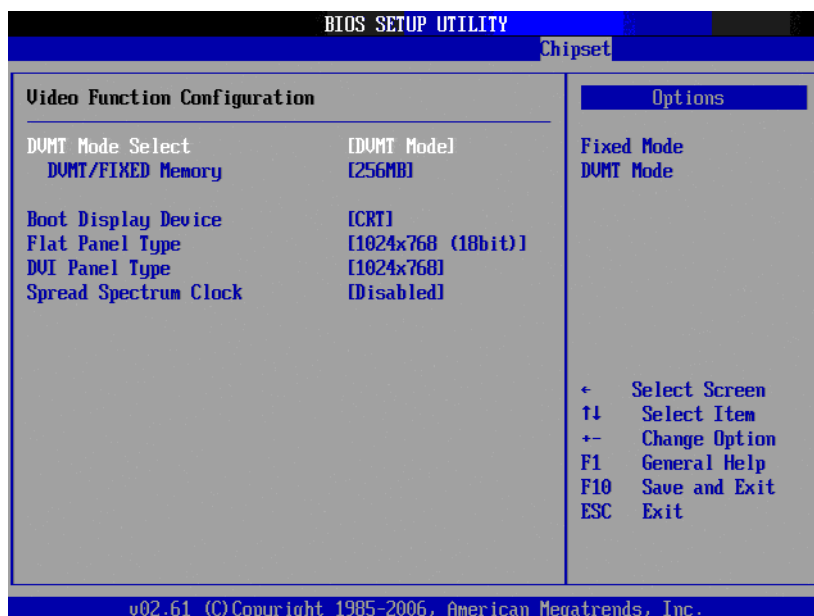 BIOS SETUP UTILITY
Chipset
Video Function Configuration
DVMT Mode Select [DVMT Mode]
DVMT/FIXED Memory [256MB]
Boot Display Device [CRT]
Flat Panel Type [1024x768 (18bit)]
DVI Panel Type [1024x768]
Spread Spectrum Clock [Disabled]
Options
Fixed Mode
DVMT Mode
← Select Screen
↑↓ Select Item
+- Change Option
F1 General Help
F10 Save and Exit
ESC Exit
v02.61 (C)Copyright 1985-2006, American Megatrends, Inc.